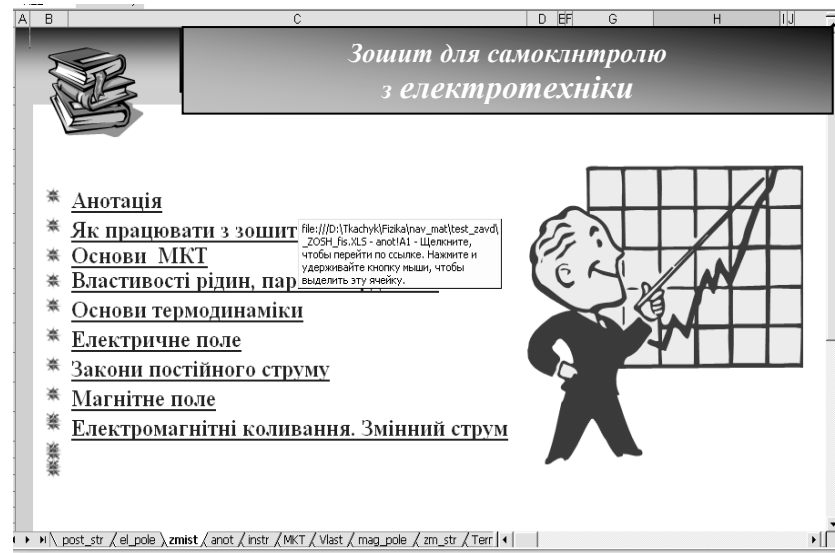 A B C D E F G H I J
Зошит для самоклнтролю
з електротехніки
Анотація
Як працювати з зошит
file:///D:\Tkachyk\Fizika\nav_mat\test_zavd\
_ZOSH_fis.XLS - anot!A1 - Щелкните,
чтобы перейти по ссылке. Нажмите и
удерживайте кнопку мыши, чтобы
выделить эту ячейку.
Основи МКТ
Властивості рідин, пар
Основи термодинаміки
Електричне поле
Закони постійного струму
Магнітне поле
Електромагнітні коливання. Змінний струм
post_str / el_pole \ zmist / anot / instr / МКТ / Vlast / mag_pole / zm_str / Terr